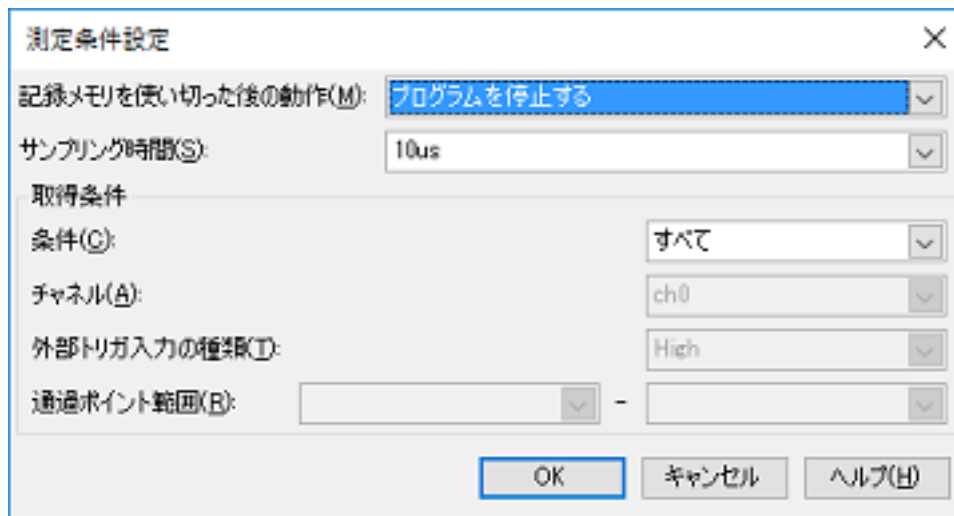 測定条件設定
記録メモリを使い切った後の動作(M): プログラムを停止する
サンプリング時間(S): 10us
取得条件
条件(C): すべて
チャネル(A): ch0
外部トリガ入力の種類(T): High
通過ポイント範囲(R): -
OK キャンセル ヘルプ(H)